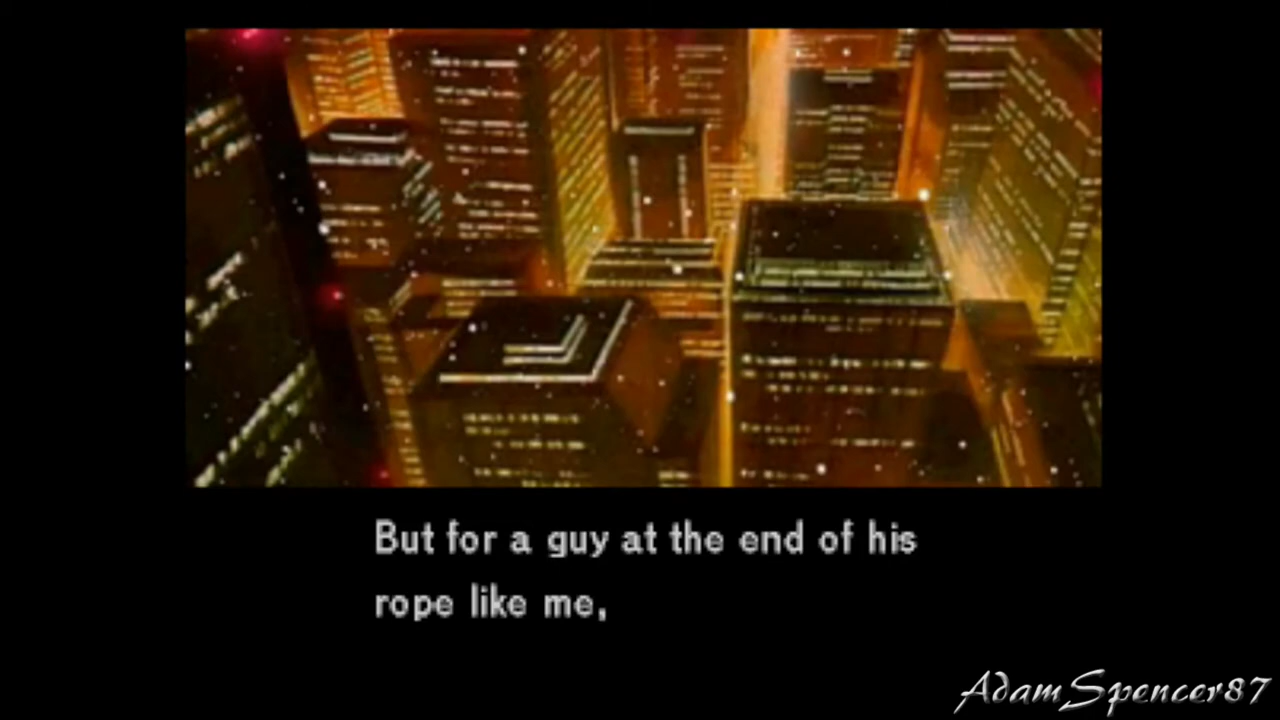 But for a guy at the end of his
rope like me,
AdamSpencer87